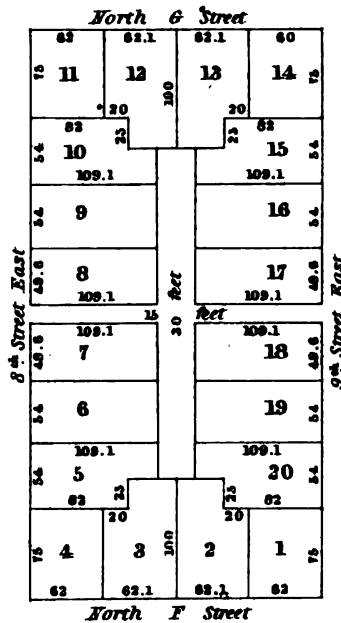 North G Street
62 62.1 62.1 60
75 11 12 100 13 14 75
20 20
82 25 25 82
54 10 15 54
109.1 109.1
54 9 16 54
49.6 8 17 49.6
109.1 109.1
8th Street East
15 feet
30 feet
9th Street East
109.1 109.1
49.6 7 18 49.6
54 6 19 54
109.1 109.1
54 5 20 54
82 25 25 82
20 20
75 4 3 100 2 1 75
62 62.1 62.1 62
North F Street